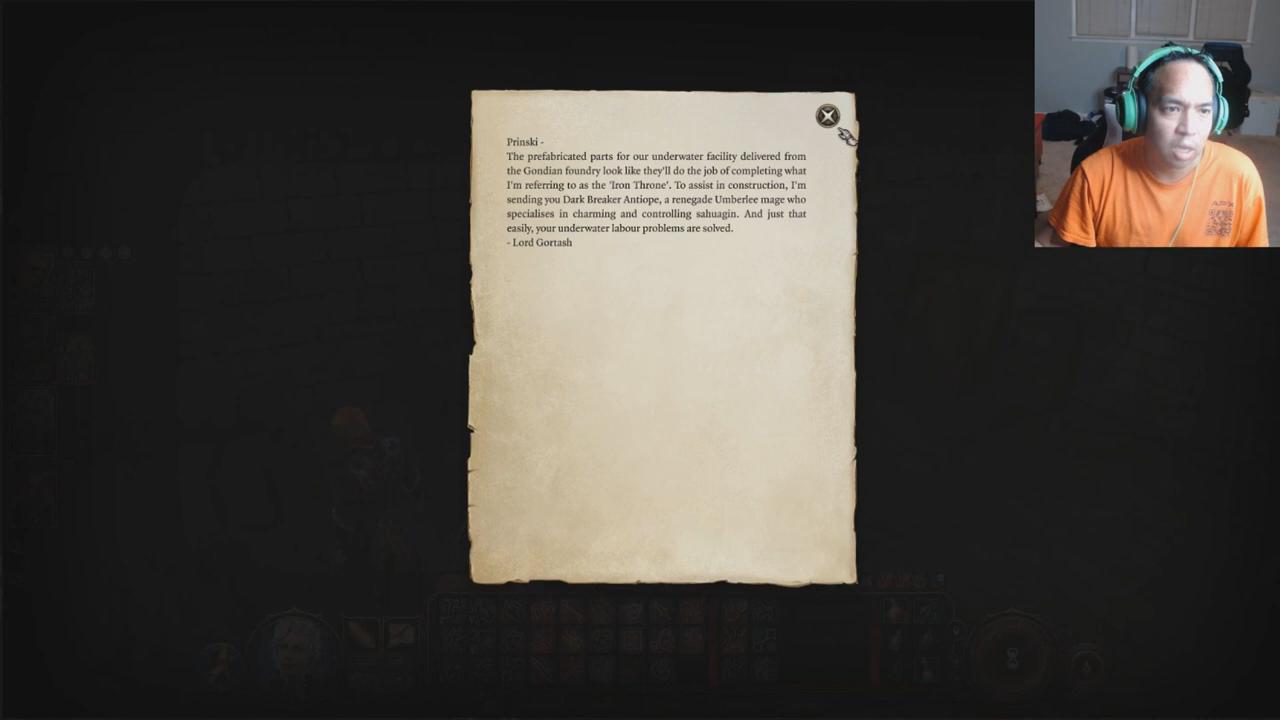 Prinski -
The prefabricated parts for our underwater facility delivered from
the Gondian foundry look like they'll do the job of completing what
I'm referring to as the 'Iron Throne'. To assist in construction, I'm
sending you Dark Breaker Antiope, a renegade Umberlee mage who
specialises in charming and controlling sahuagin. And just that
easily, your underwater labour problems are solved.
- Lord Gortash